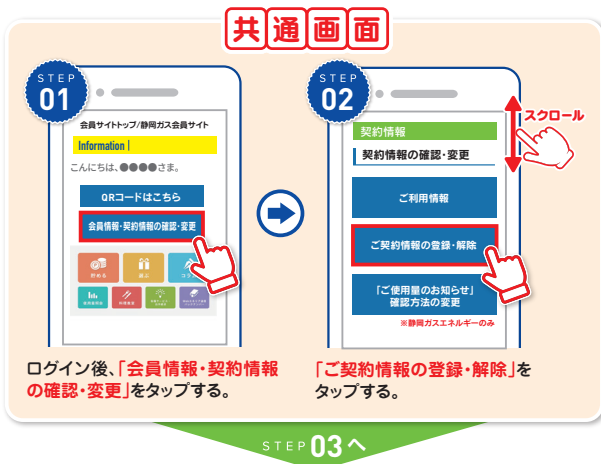 共通画面
STEP
01
会員サイトトップ/静岡ガス会員サイト
Information
こんにちは、●●●●さま。
QRコードはこちら
会員情報・契約情報の確認・変更
貯める
ログイン後、「会員情報・契約情報
の確認・変更」をタップする。
STEP
02
スクロール
契約情報
契約情報の確認・変更
ご利用情報
ご契約情報の登録・解除
「ご使用量のお知らせ」
確認方法の変更
※静岡ガスエネルギーのみ
「ご契約情報の登録・解除」を
タップする。
STEP 03 へ